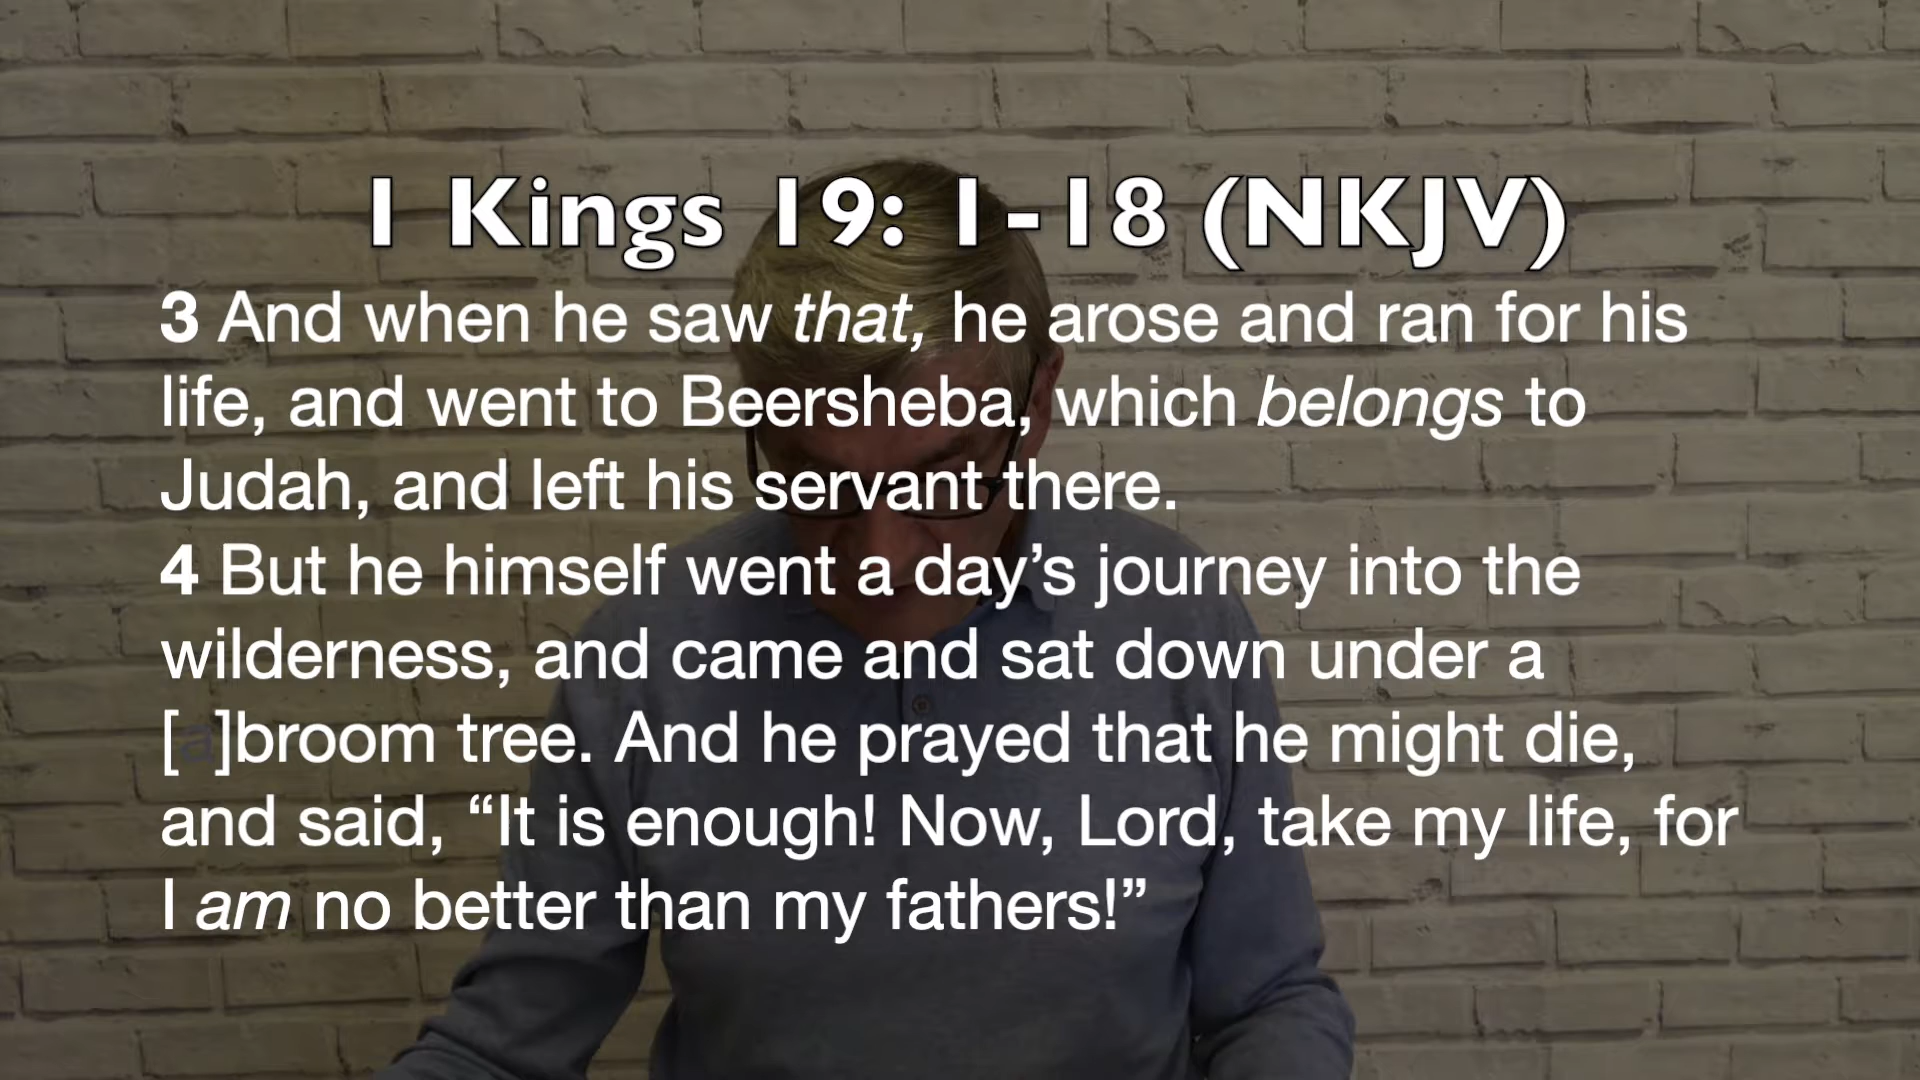 1 Kings 19: 1-18 (NKJV)
3 And when he saw that, he arose and ran for his
life, and went to Beersheba, which belongs to
Judah, and left his servant there.
4 But he himself went a day’s journey into the
wilderness, and came and sat down under a
[a]broom tree. And he prayed that he might die,
and said, “It is enough! Now, Lord, take my life, for
I am no better than my fathers!”